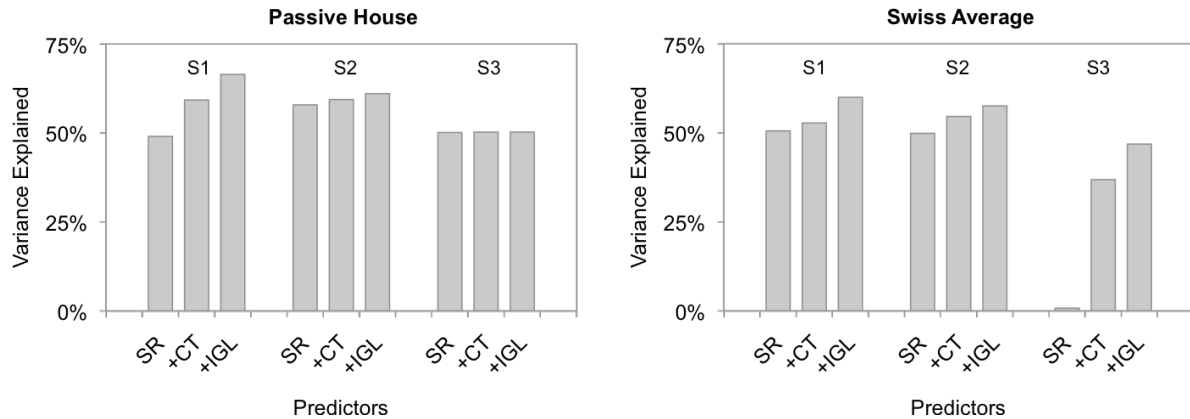 Passive House
Variance Explained
75%
50%
25%
0%
S1
S2
S3
SR
+CT
+IGL
SR
+CT
+IGL
SR
+CT
+IGL
Predictors
Swiss Average
Variance Explained
75%
50%
25%
0%
S1
S2
S3
SR
+CT
+IGL
SR
+CT
+IGL
SR
+CT
+IGL
Predictors